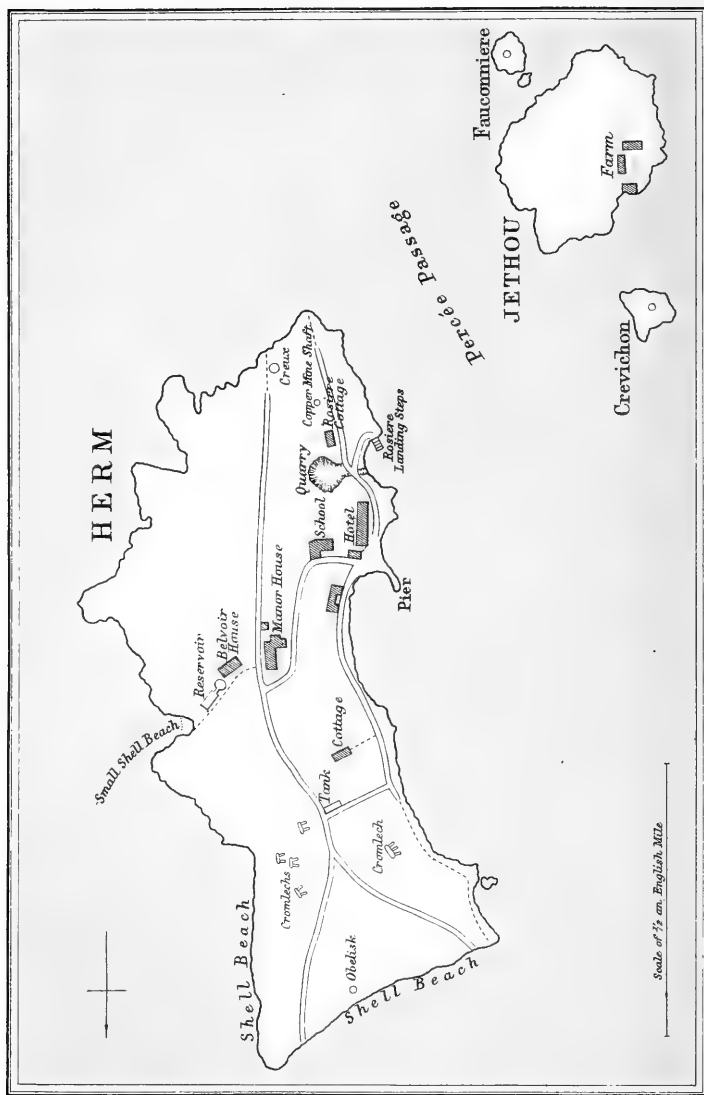 HERM
Small Shell Beach
Reservoir
Belvoir
House
Shell Beach
Cromlechs
Obelisk
Shell Beach
Cromlech
Tank
Cottage
Manor House
School
Hotel
Pier
Quarry
Rosiere
Cottage
Copper Mine Shaft
Creux
Rosiere
Landing Steps
Percée Passage
Fauconniere
JETHOU
Farm
Crevichon
Scale of ½ an English Mile